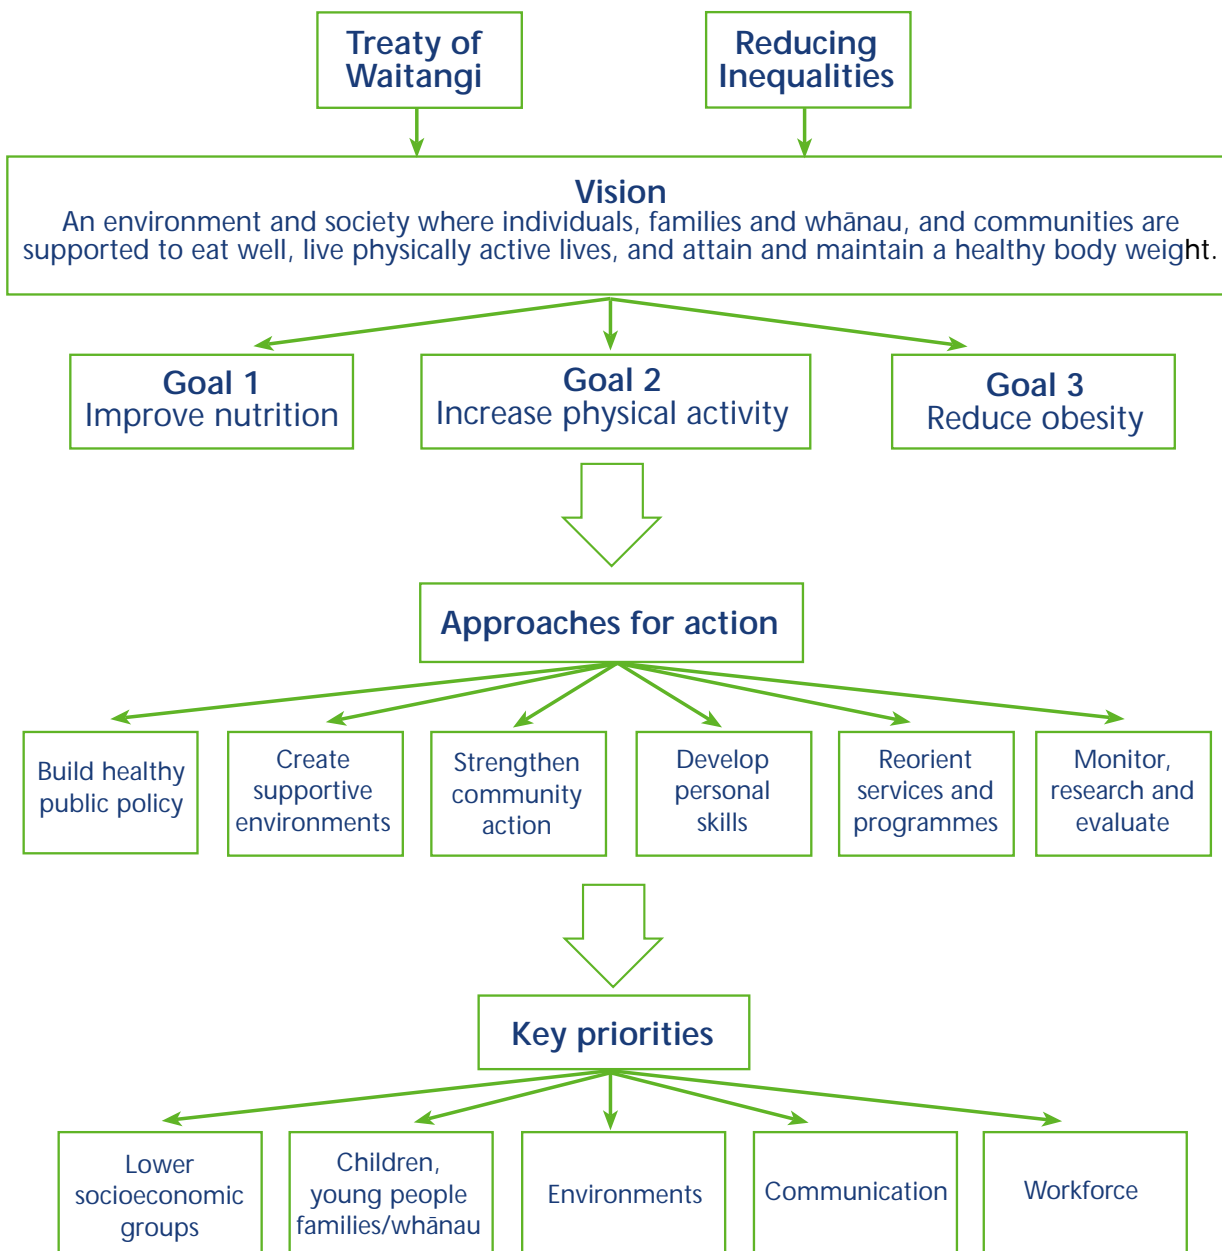 Treaty of
Waitangi
Reducing
Inequalities
Vision
An environment and society where individuals, families and whānau, and communities are
supported to eat well, live physically active lives, and attain and maintain a healthy body weight.
Goal 1
Improve nutrition
Goal 2
Increase physical activity
Goal 3
Reduce obesity
Approaches for action
Build healthy
public policy
Create
supportive
environments
Strengthen
community
action
Develop
personal
skills
Reorient
services and
programmes
Monitor,
research and
evaluate
Key priorities
Lower
socioeconomic
groups
Children,
young people
families/whānau
Environments
Communication
Workforce